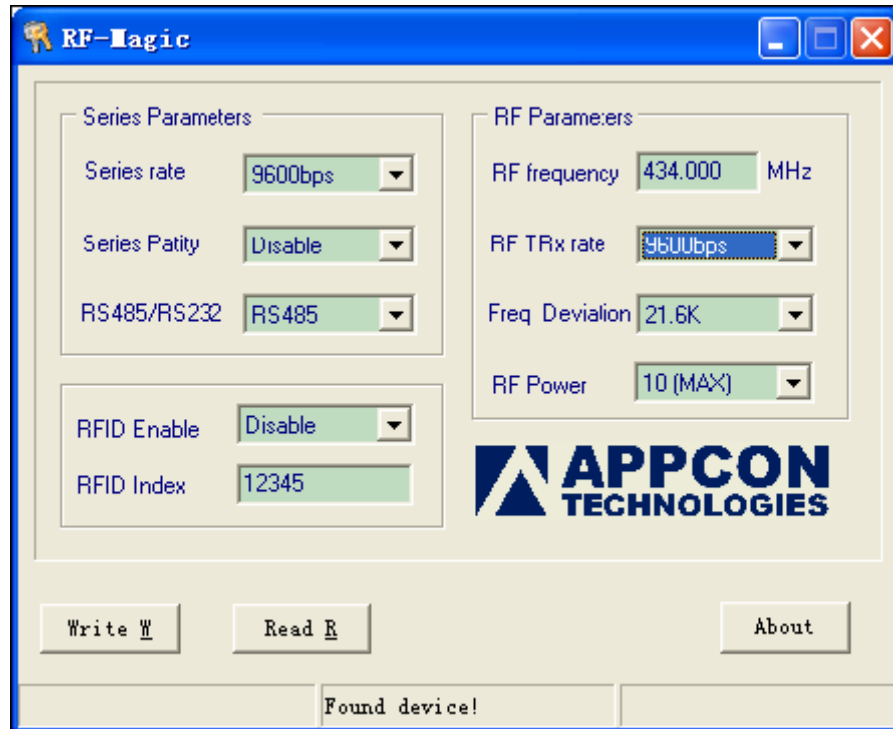 RF-Magic
Series Parameters
Series rate 9600bps
Series Patity Disable
RS485/RS232 RS485
RFID Enable Disable
RFID Index 12345
RF Parameters
RF frequency 434.000 MHz
RF TRx rate 9600bps
Freq Deviation 21.6K
RF Power 10 (MAX)
APPCON
TECHNOLOGIES
Write W Read R About
Found device!